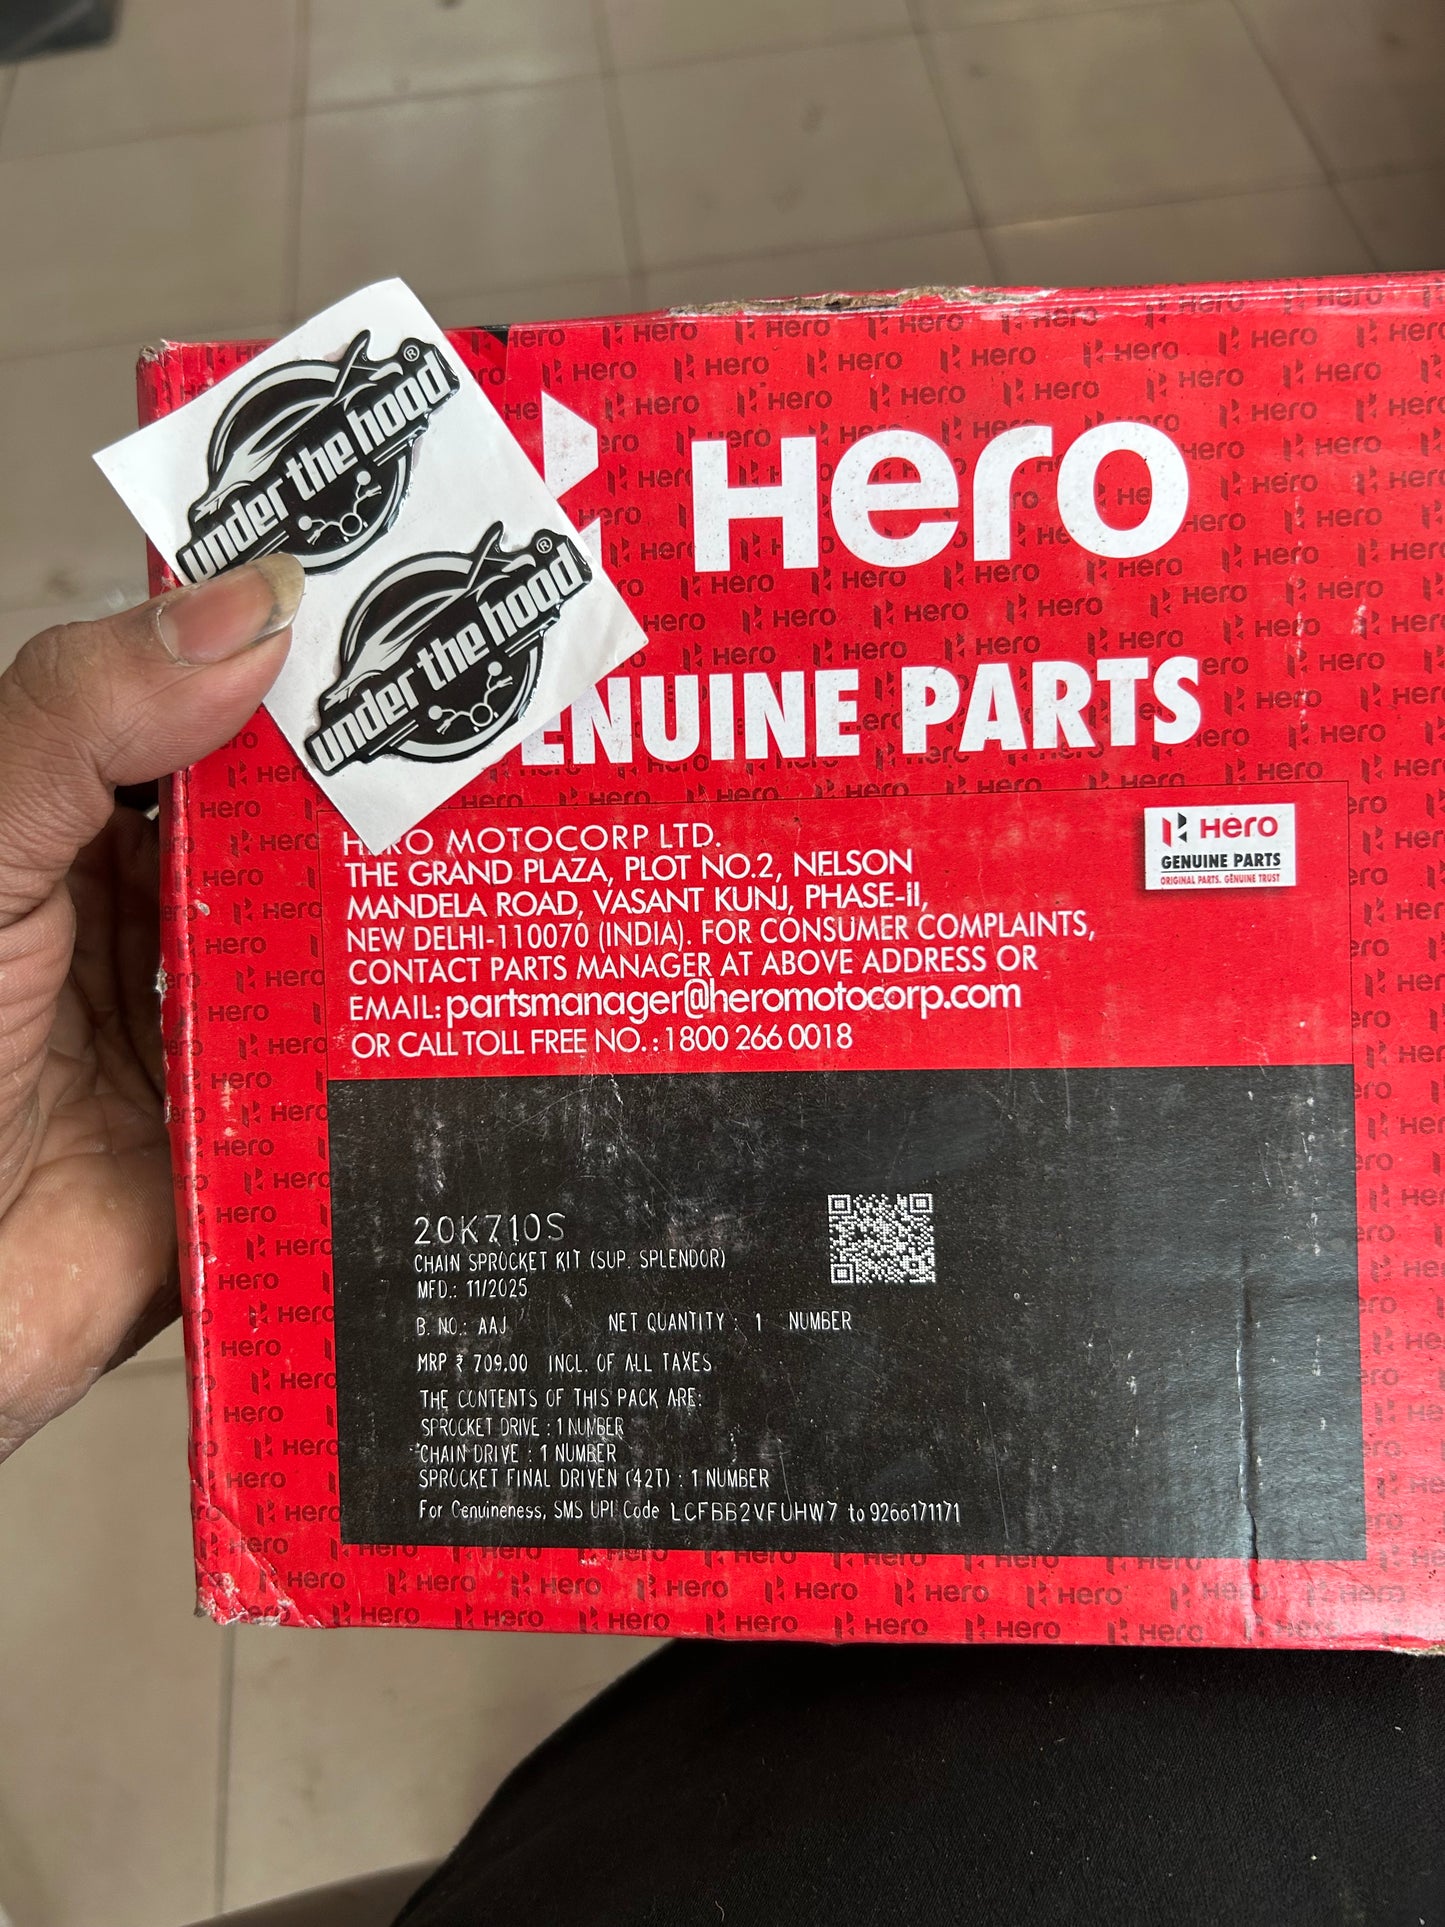 under the hood®
under the hood®
Hero
ENUINE PARTS
HERO MOTOCORP LTD.
THE GRAND PLAZA, PLOT NO.2, NELSON
MANDELA ROAD, VASANT KUNJ, PHASE-II,
NEW DELHI-110070 (INDIA). FOR CONSUMER COMPLAINTS,
CONTACT PARTS MANAGER AT ABOVE ADDRESS OR
EMAIL: partsmanager@heromotocorp.com
OR CALL TOLL FREE NO.: 1800 266 0018
Hero
GENUINE PARTS
ORIGINAL PARTS. GENUINE TRUST
20K710S
CHAIN SPROCKET KIT (SUP. SPLENDOR)
MFD.: 11/2025
B. NO.: AAJ NET QUANTITY : 1 NUMBER
MRP ₹ 709.00 INCL. OF ALL TAXES
THE CONTENTS OF THIS PACK ARE:
SPROCKET DRIVE : 1 NUMBER
CHAIN DRIVE : 1 NUMBER
SPROCKET FINAL DRIVEN (42T) : 1 NUMBER
For Genuineness, SMS UPI Code LCFBB2VFUHW7 to 9266171171